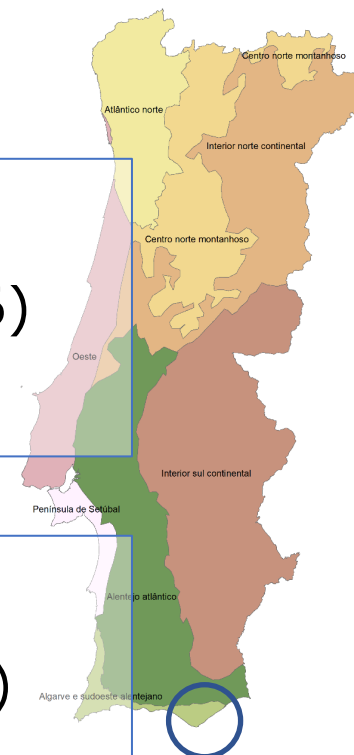 Centro norte montanhoso
Atlântico norte
Interior norte continental
Centro norte montanhoso
)
Oeste
Interior sul continental
Península de Setúbal
Alentejo atlântico
Algarve e sudoeste alentejano
)